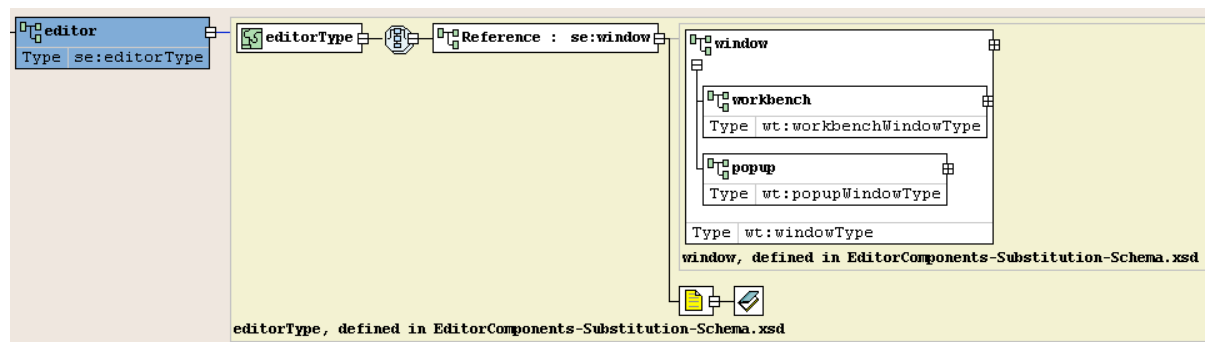 editor
Type se:editorType
editorType
Reference : se:window
window
workbench
Type wt:workbenchWindowType
popup
Type wt:popupWindowType
Type wt:windowType
window, defined in EditorComponents-Substitution-Schema.xsd
editorType, defined in EditorComponents-Substitution-Schema.xsd